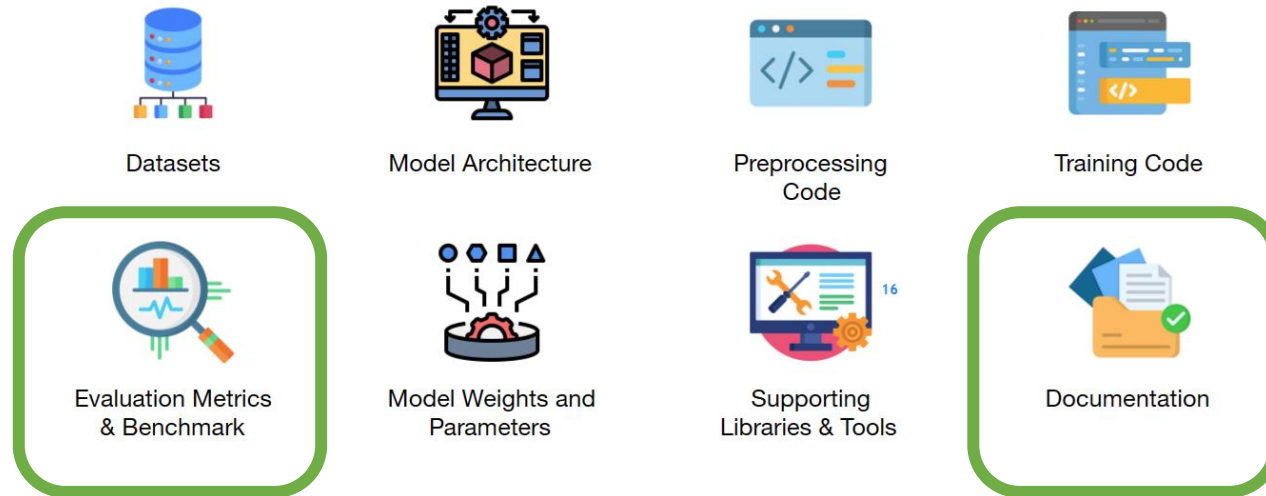 Datasets
Model Architecture
Preprocessing
Code
Training Code
</>
</>
Evaluation Metrics
& Benchmark
Model Weights and
Parameters
Supporting
Libraries & Tools
16
Documentation